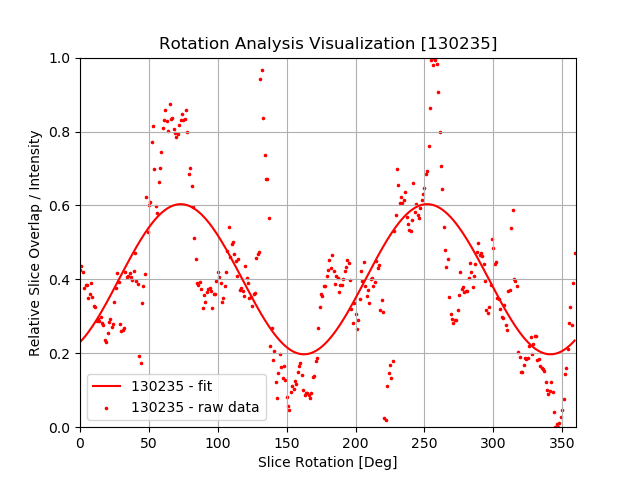 Rotation Analysis Visualization [130235]
Relative Slice Overlap / Intensity
1.0
0.8
0.6
0.4
0.2
0.0
130235 - fit
130235 - raw data
0 50 100 150 200 250 300 350
Slice Rotation [Deg]